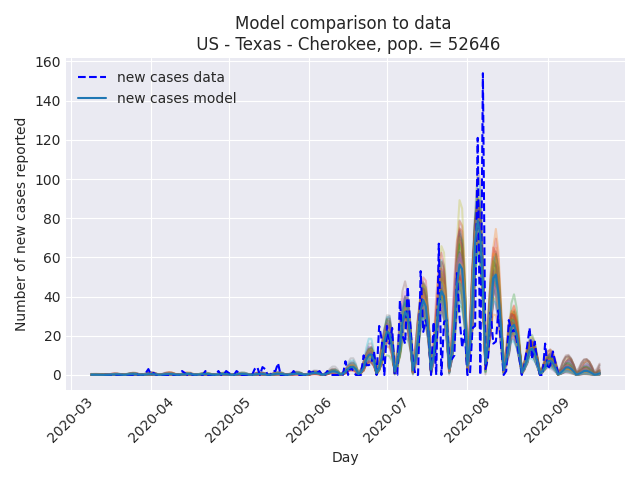 Model comparison to data
US - Texas - Cherokee, pop. = 52646
160
140
120
100
80
60
40
20
0
Number of new cases reported
new cases data
new cases model
2020-03
2020-04
2020-05
2020-06
2020-07
2020-08
2020-09
Day